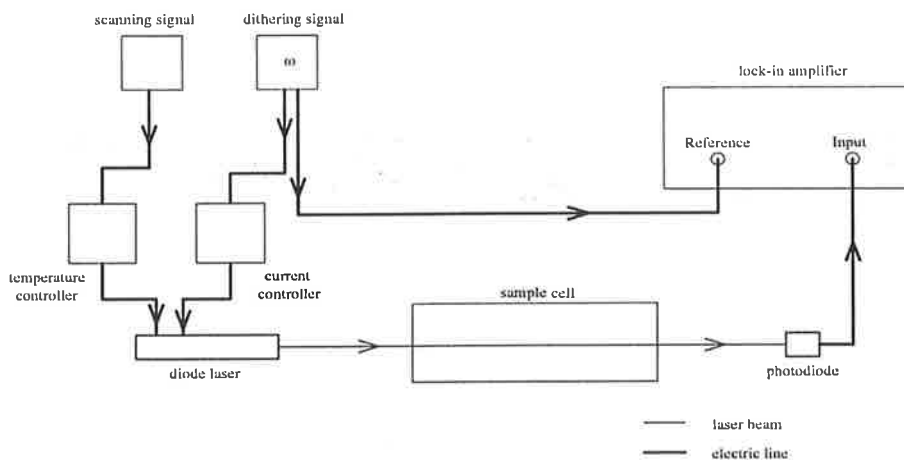 scanning signal
dithering signal
ω
lock-in amplifier
Reference
Input
temperature
controller
current
controller
sample cell
diode laser
photodiode
laser beam
electric line